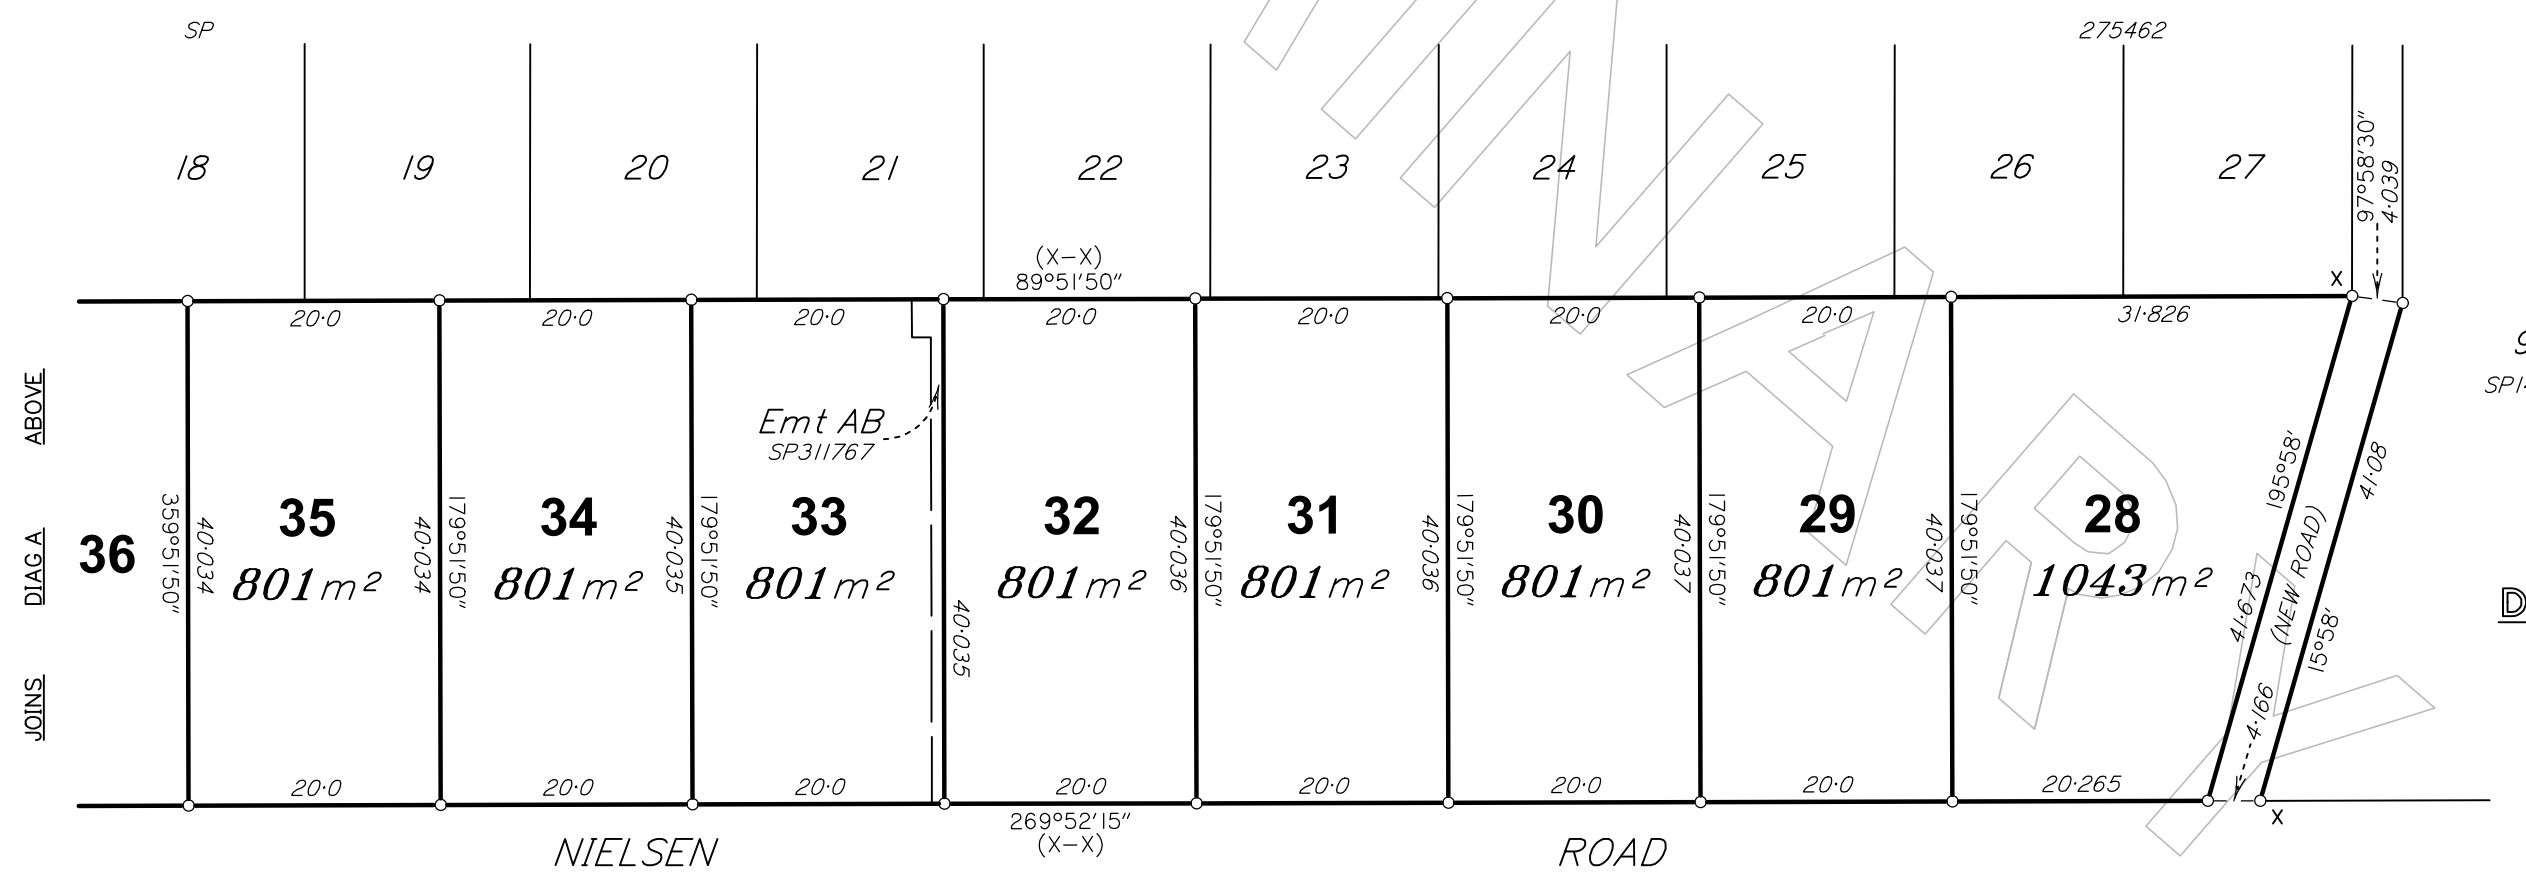 SP
275462
18
19
20
21
22
23
24
25
26
27
97°58'30"
4·039
(X–X)
89°51'50"
X
20·0
20·0
20·0
20·0
20·0
20·0
20·0
31·826
ABOVE
DIAG A
JOINS
Emt AB
SP311767
36
359°51'50"
40·034
35
801m²
40·034
179°51'50"
34
801m²
40·035
179°51'50"
33
801m²
40·035
32
801m²
40·036
179°51'50"
31
801m²
40·036
179°51'50"
30
801m²
40·037
179°51'50"
29
801m²
40·037
179°51'50"
28
1043m²
195°58'
41·673
(NEW ROAD)
41·08
15°58'
4·166
20·0
20·0
20·0
20·0
20·0
20·0
20·0
20·265
269°52'15"
(X–X)
X
NIELSEN ROAD
INARY